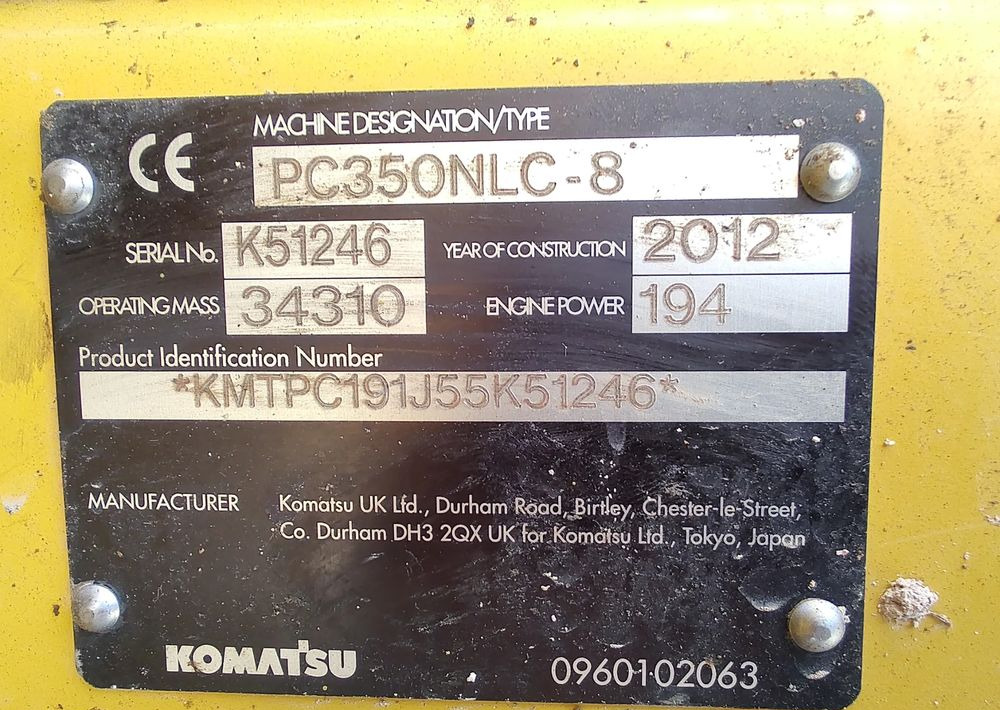 CE
MACHINE DESIGNATION/TYPE
PC350NLC-8
SERIAL No. K51246 YEAR OF CONSTRUCTION 2012
OPERATING MASS 34310 ENGINE POWER 194
Product Identification Number
*KMTPC191J55K51246*
MANUFACTURER Komatsu UK Ltd., Durham Road, Birtley, Chester-le-Street,
Co. Durham DH3 2QX UK for Komatsu Ltd., Tokyo, Japan
KOMATSU 0960102063